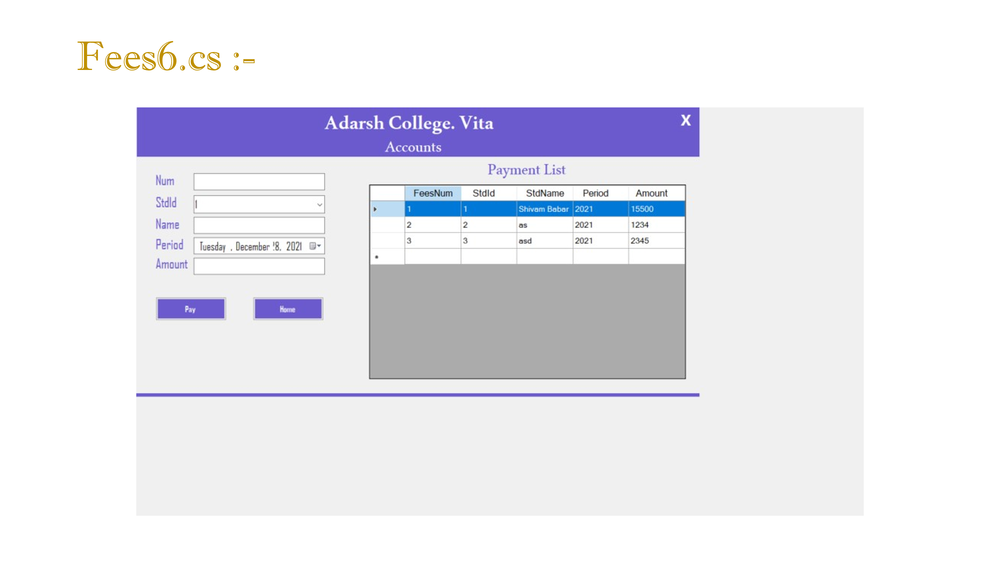 Fees6.cs :-
Adarsh College. Vita
X
Accounts
Payment List
Num
StdId
1
Name
Period
Tuesday , December 28, 2021
Amount
Pay
Home
FeesNum StdId StdName Period Amount
1 1 Shivam Babar 2021 15500
2 2 as 2021 1234
3 3 asd 2021 2345